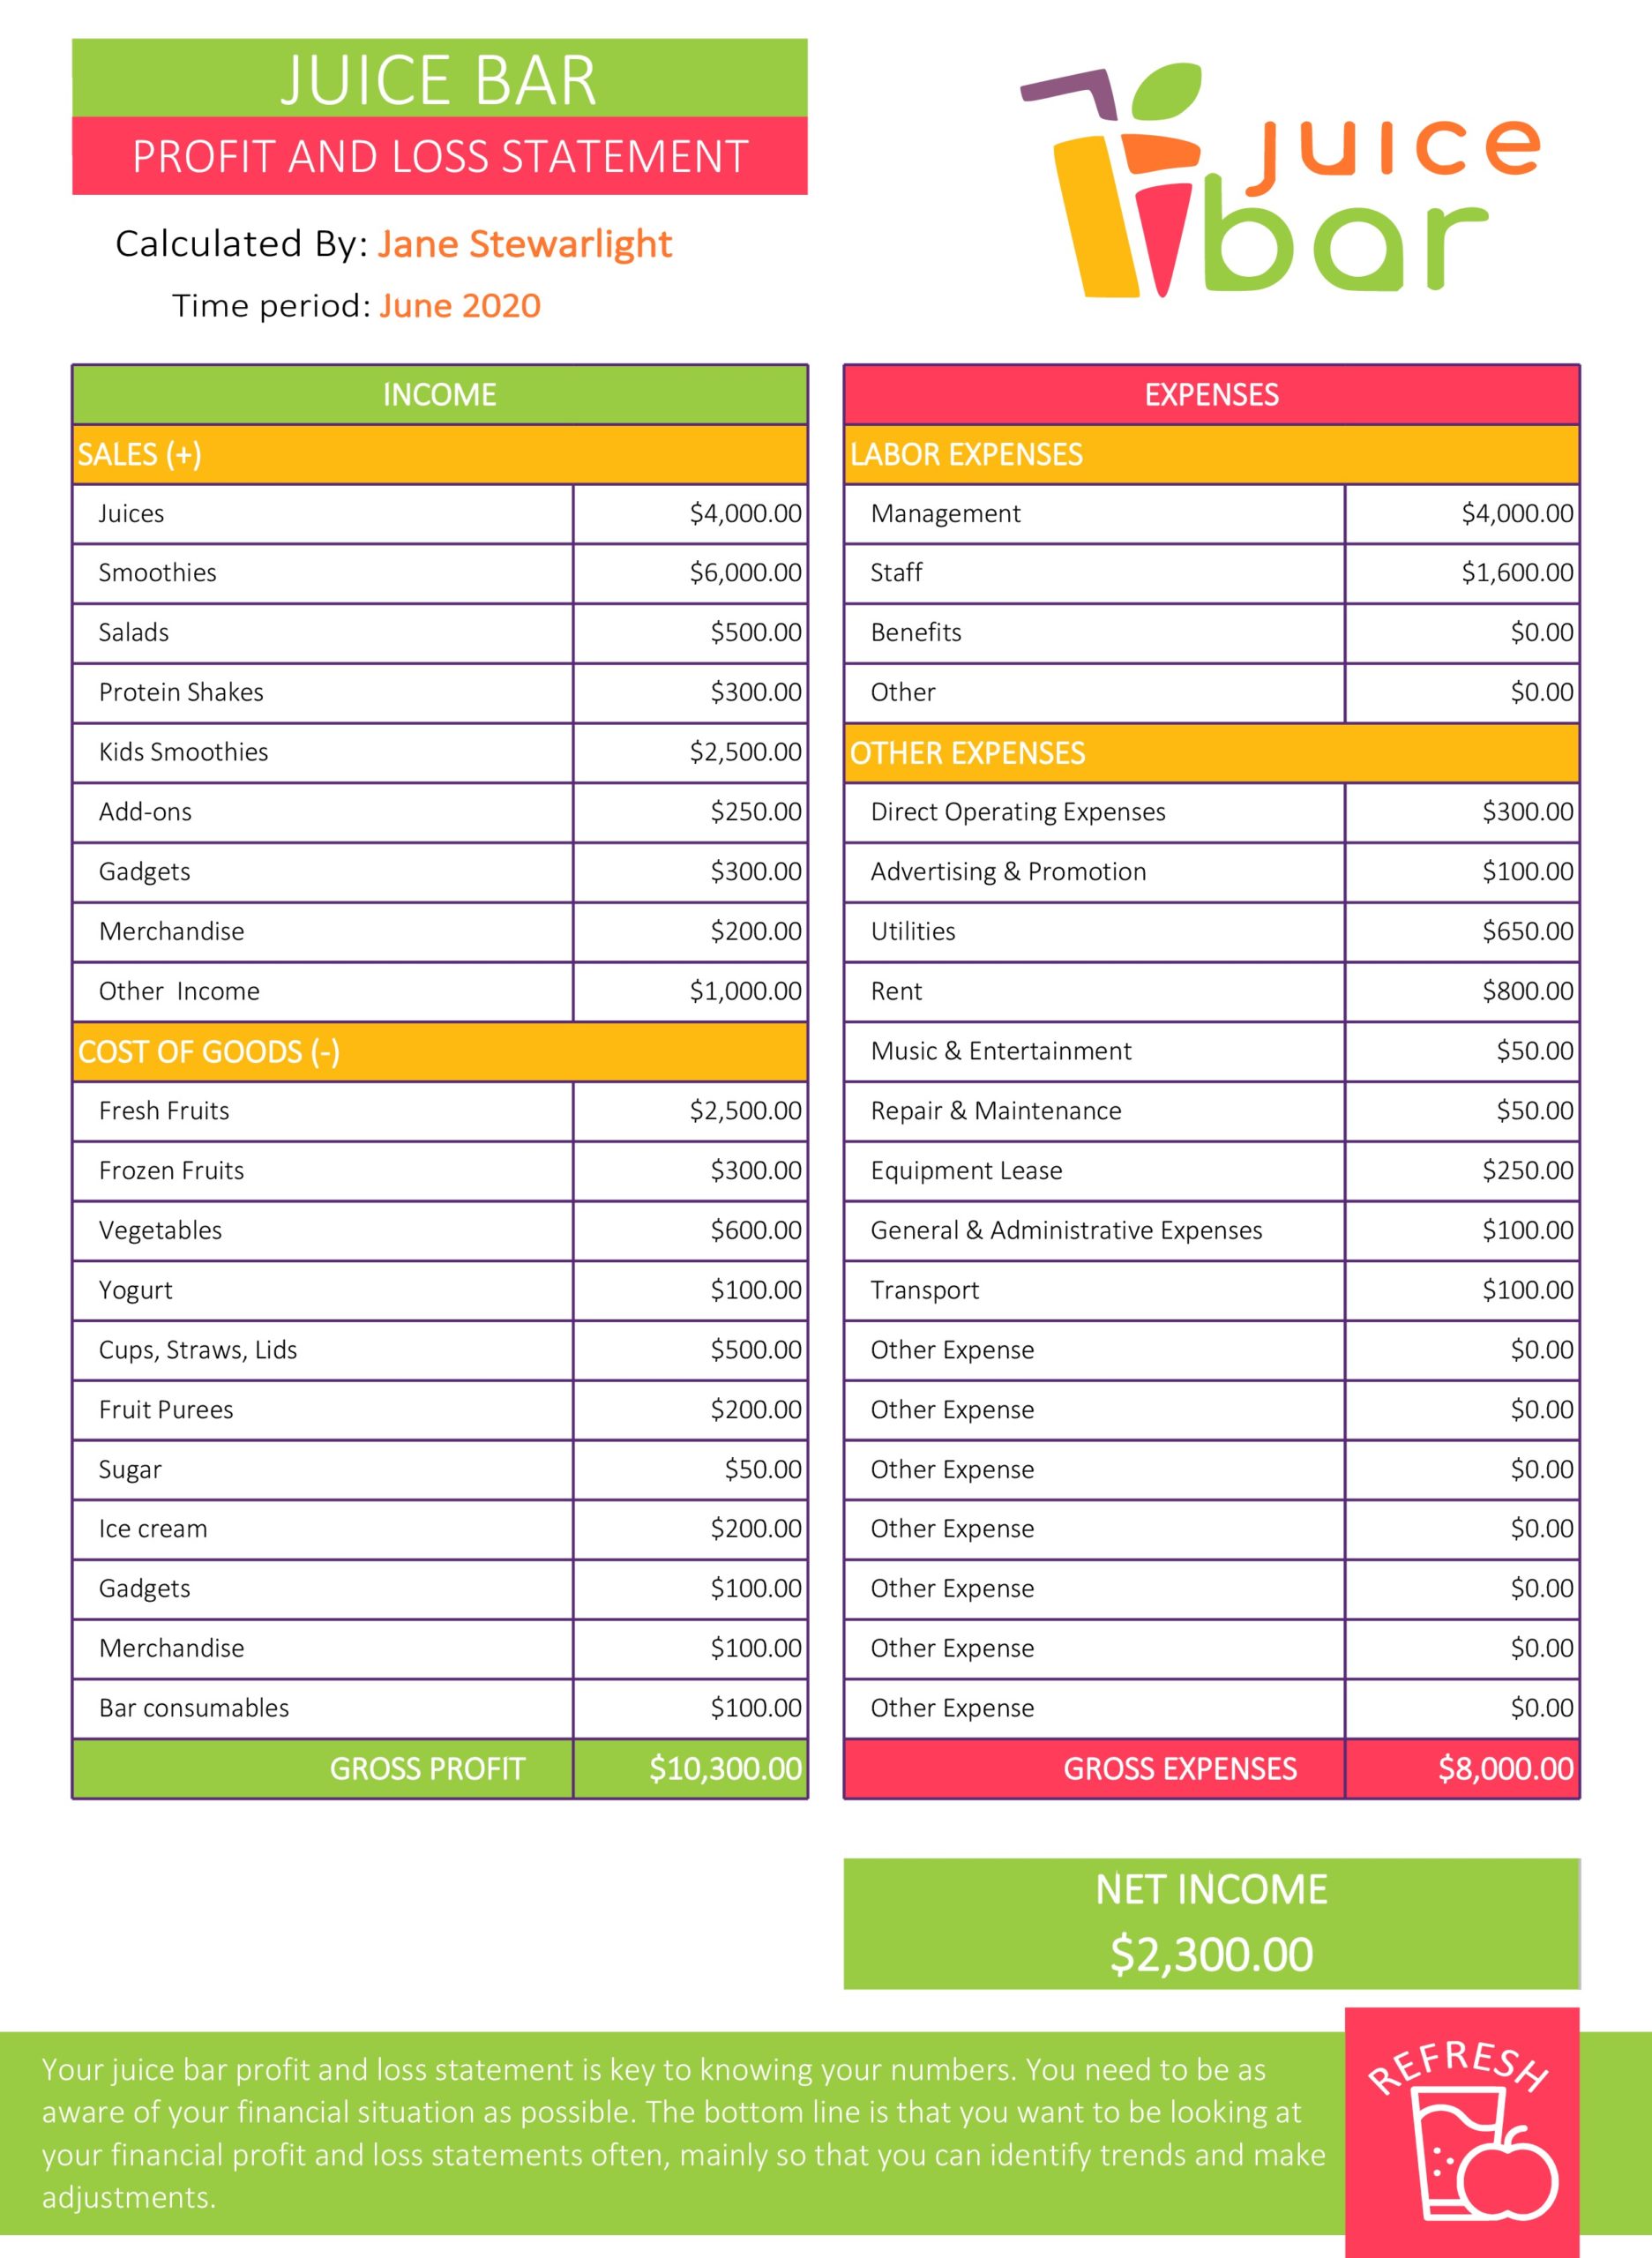 JUICE BAR
PROFIT AND LOSS STATEMENT
Calculated By: Jane Stewarlight
Time period: June 2020
juice
bar
INCOME
SALES (+)
Juices $4,000.00
Smoothies $6,000.00
Salads $500.00
Protein Shakes $300.00
Kids Smoothies $2,500.00
Add-ons $250.00
Gadgets $300.00
Merchandise $200.00
Other Income $1,000.00
COST OF GOODS (-)
Fresh Fruits $2,500.00
Frozen Fruits $300.00
Vegetables $600.00
Yogurt $100.00
Cups, Straws, Lids $500.00
Fruit Purees $200.00
Sugar $50.00
Ice cream $200.00
Gadgets $100.00
Merchandise $100.00
Bar consumables $100.00
GROSS PROFIT $10,300.00
EXPENSES
LABOR EXPENSES
Management $4,000.00
Staff $1,600.00
Benefits $0.00
Other $0.00
OTHER EXPENSES
Direct Operating Expenses $300.00
Advertising & Promotion $100.00
Utilities $650.00
Rent $800.00
Music & Entertainment $50.00
Repair & Maintenance $50.00
Equipment Lease $250.00
General & Administrative Expenses $100.00
Transport $100.00
Other Expense $0.00
Other Expense $0.00
Other Expense $0.00
Other Expense $0.00
Other Expense $0.00
Other Expense $0.00
Other Expense $0.00
GROSS EXPENSES $8,000.00
NET INCOME
$2,300.00
Your juice bar profit and loss statement is key to knowing your numbers. You need to be as
aware of your financial situation as possible. The bottom line is that you want to be looking at
your financial profit and loss statements often, mainly so that you can identify trends and make
adjustments.
REFRESH